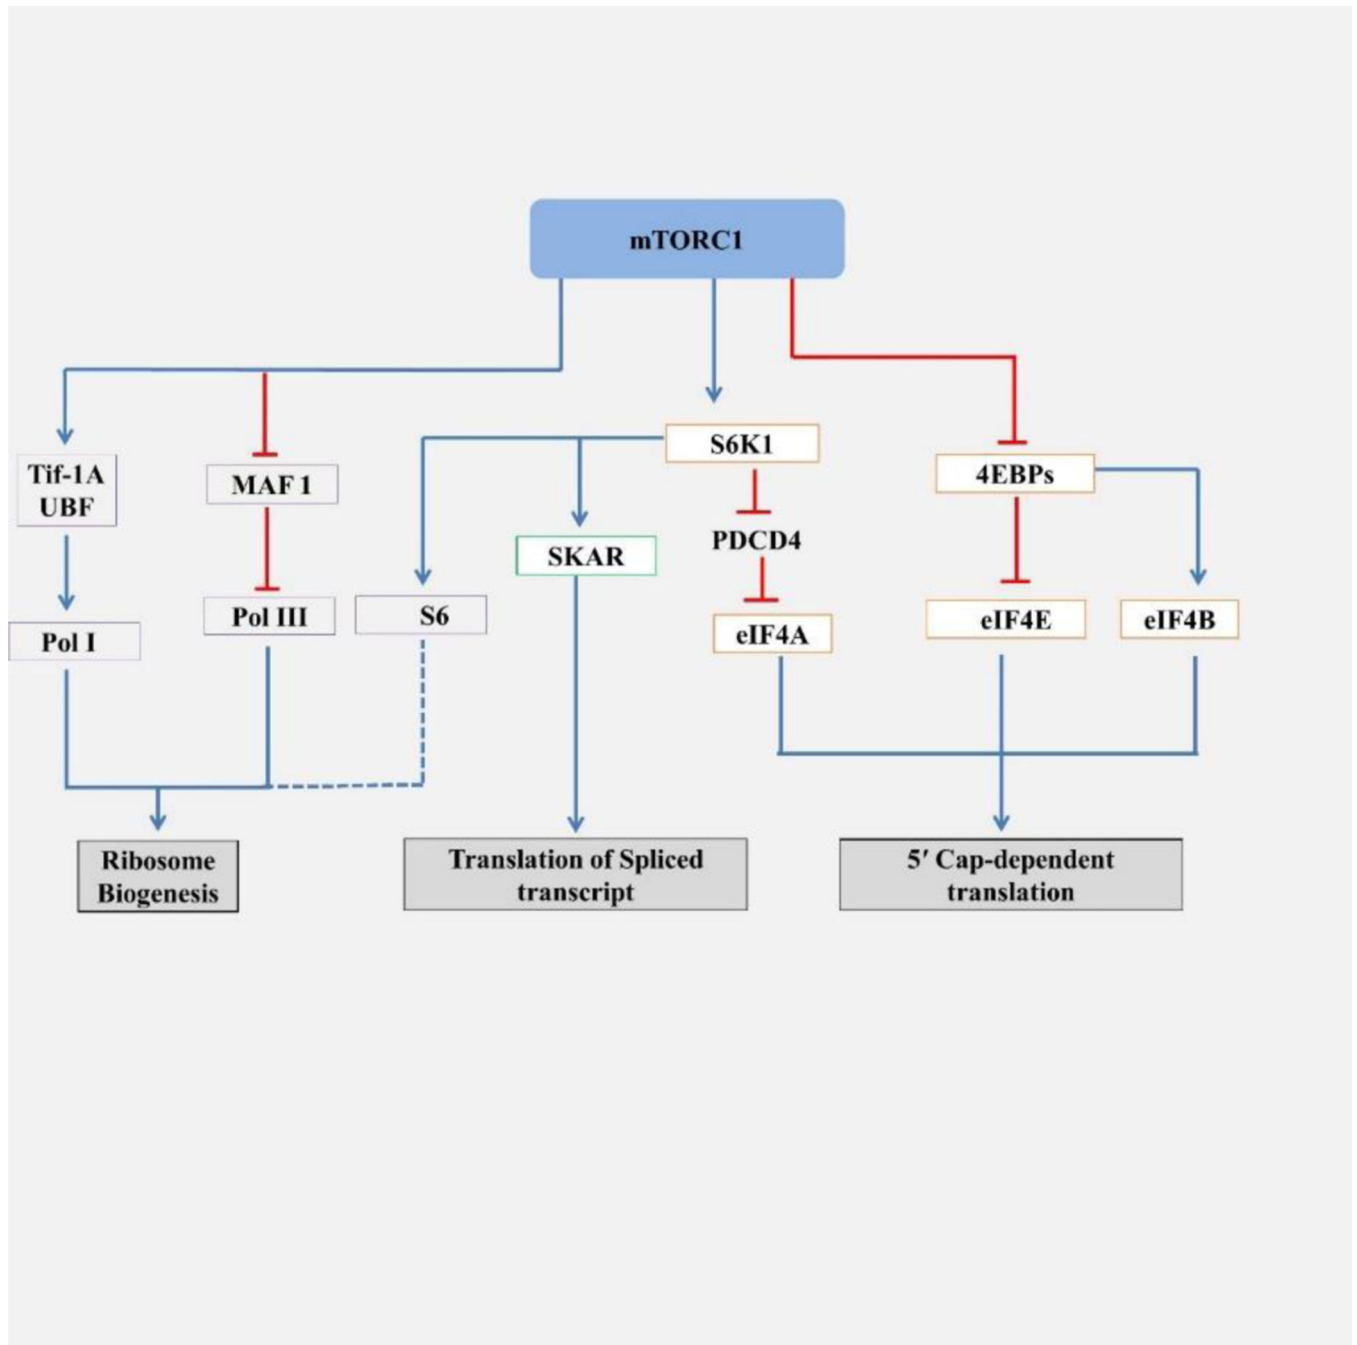 mTORC1
Tif-1A
UBF
MAF 1
S6K1
4EBPs
SKAR
PDCD4
Pol I
Pol III
S6
eIF4A
eIF4E
eIF4B
Ribosome
Biogenesis
Translation of Spliced
transcript
5′ Cap-dependent
translation